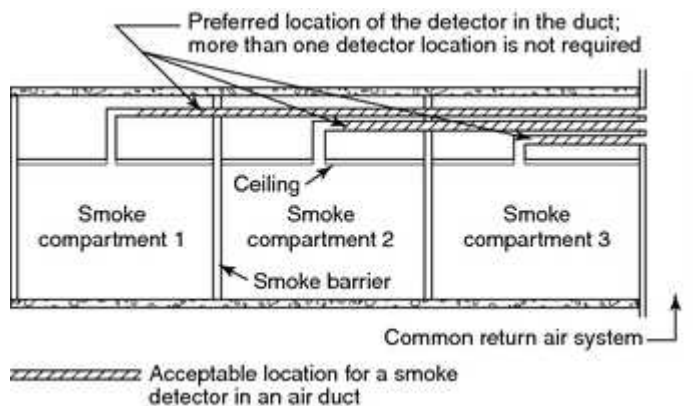 Preferred location of the detector in the duct;
more than one detector location is not required
Ceiling
Smoke
compartment 1
Smoke
compartment 2
Smoke
compartment 3
Smoke barrier
Common return air system
Acceptable location for a smoke
detector in an air duct